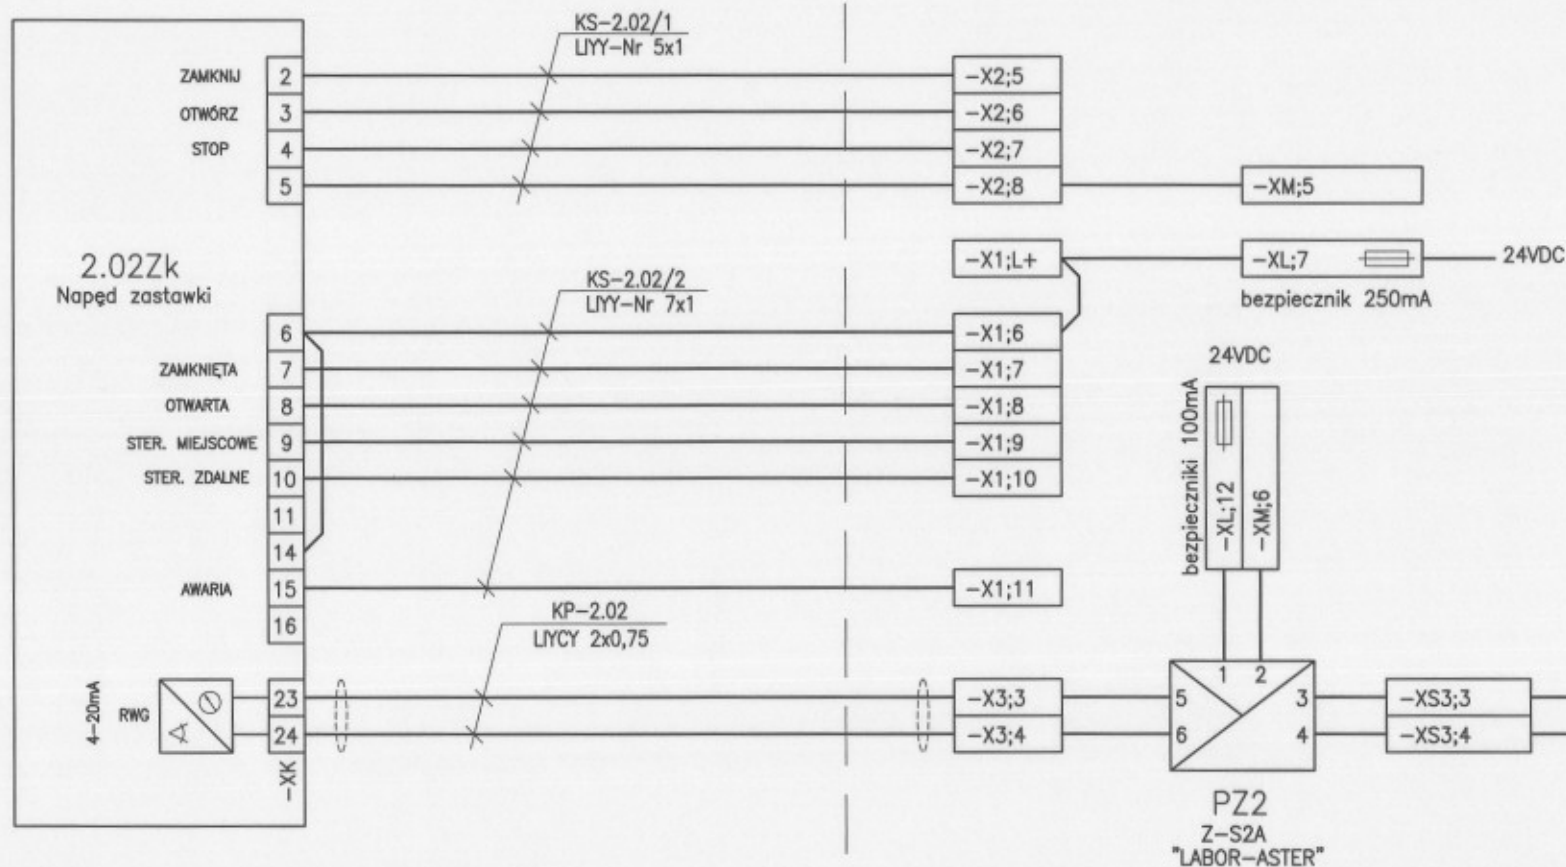 KS-2.02/1
LIYY-Nr 5x1
ZAMKNIJ 2 -X2;5
OTWÓRZ 3 -X2;6
STOP 4 -X2;7
5 -X2;8 -XM;5
2.02Zk
Napęd zastawki
-X1;L+ -XL;7 24VDC
bezpiecznik 250mA
KS-2.02/2
LIYY-Nr 7x1
6 -X1;6
ZAMKNIĘTA 7 -X1;7
OTWARTA 8 -X1;8
STER. MIEJSCOWE 9 -X1;9
STER. ZDALNE 10 -X1;10
11
14
AWARIA 15 -X1;11
16
24VDC
bezpieczniki 100mA
-XL;12
-XM;6
KP-2.02
LIYCY 2x0,75
1 2
4-20mA
RWG
23 -X3;3 5 3 -XS3;3
24 -X3;4 6 4 -XS3;4
-XK
PZ2
Z-S2A
"LABOR-ASTER"